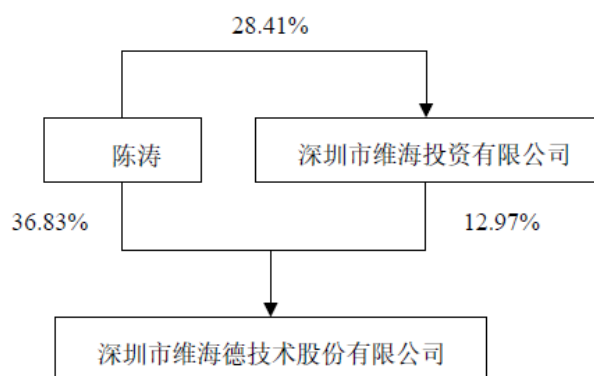 28.41%
陈涛
深圳市维海投资有限公司
36.83%
12.97%
深圳市维海德技术股份有限公司